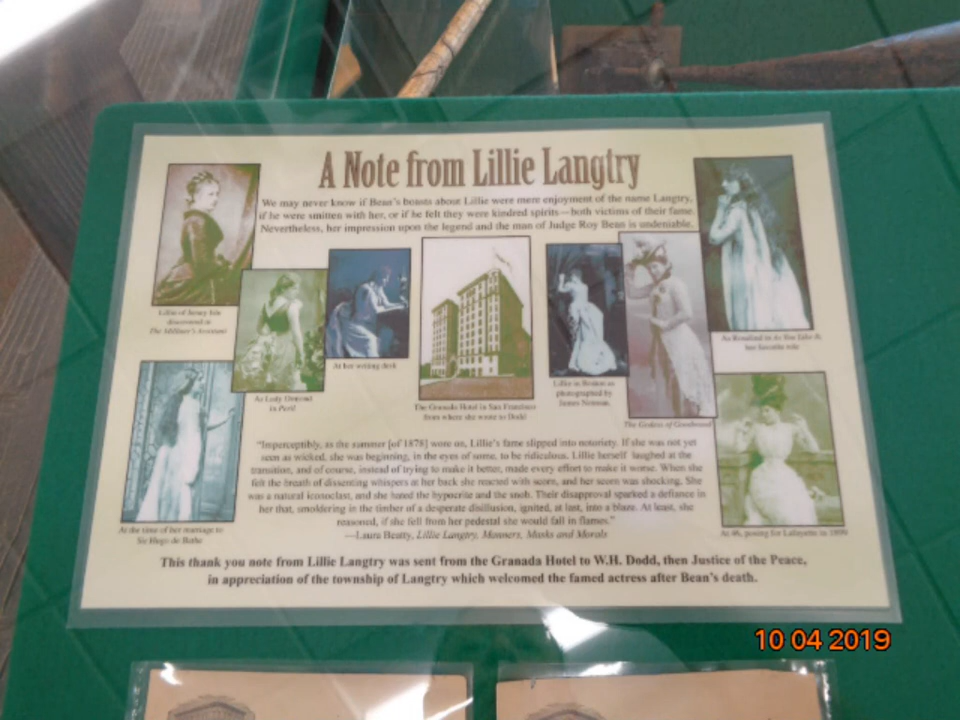 A Note from Lillie Langtry
We may never know if Bean's boasts about Lillie were mere enjoyment of the name Langtry,
if he were smitten with her, or if he felt they were kindred spirits—both victims of their fame.
Nevertheless, her impression upon the legend and the man of Judge Roy Bean is undeniable.
Lillie of Jersey Isle
discovered in
The Milliner's
As Lady Ormond
in Peril
At her writing desk
The Granada Hotel in San Francisco
from where she wrote to Dodd
Lillie in Boston as
photographed by
James Notman.
The Godess of Goodwood
As Rosalind in As You Like It,
her favorite role
At the time of her marriage to
Sir Hugo de Bathe
At 46, posing for Lafayette in 1899
"Imperceptibly, as the summer [of 1878] wore on, Lillie's fame slipped into notoriety. If she was not yet
seen as wicked, she was beginning, in the eyes of some, to be ridiculous. Lillie herself laughed at the
transition, and of course, instead of trying to make it better, made every effort to make it worse. When she
felt the breath of dissenting whispers at her back she reacted with scorn, and her scorn was shocking. She
was a natural iconoclast, and she hated the hypocrite and the snob. Their disapproval sparked a defiance in
her that, smoldering in the timber of a desperate disillusion, ignited, at last, into a blaze. At least, she
reasoned, if she fell from her pedestal she would fall in flames."
—Laura Beatty, Lillie Langtry, Manners, Masks and Morals
This thank you note from Lillie Langtry was sent from the Granada Hotel to W.H. Dodd, then Justice of the Peace,
in appreciation of the township of Langtry which welcomed the famed actress after Bean's death.
10 04 2019